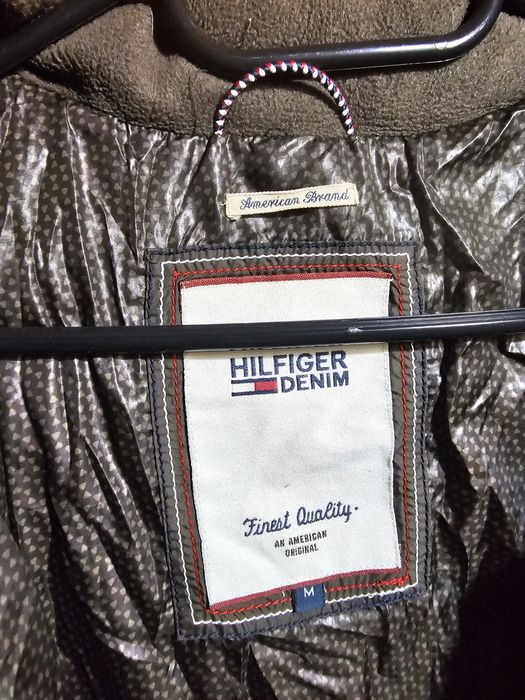 American Brand
HILFIGER
DENIM
Finest Quality.
AN AMERICAN
ORIGINAL
M